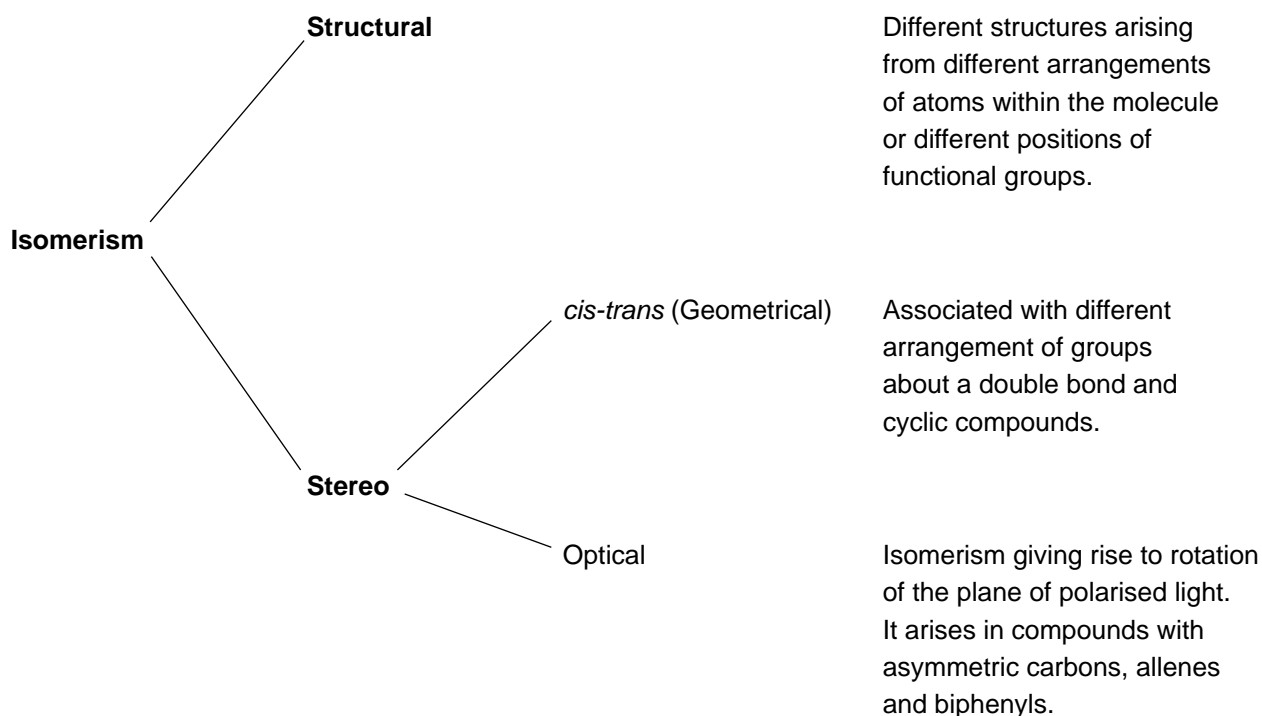 Structural
Different structures arising
from different arrangements
of atoms within the molecule
or different positions of
functional groups.
Isomerism
cis-trans (Geometrical)
Associated with different
arrangement of groups
about a double bond and
cyclic compounds.
Stereo
Optical
Isomerism giving rise to rotation
of the plane of polarised light.
It arises in compounds with
asymmetric carbons, allenes
and biphenyls.